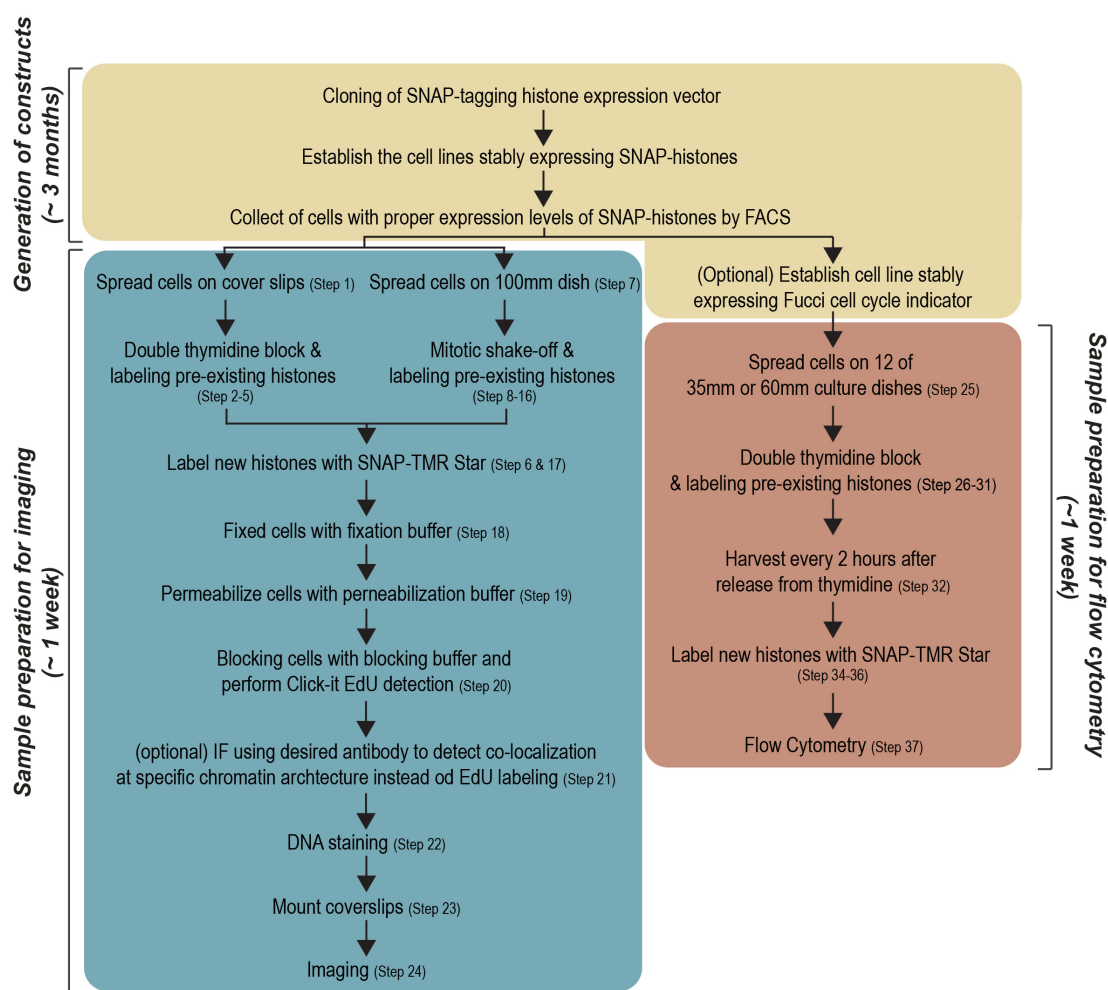 Generation of constructs
(~ 3 months)
Cloning of SNAP-tagging histone expression vector
Establish the cell lines stably expressing SNAP-histones
Collect of cells with proper expression levels of SNAP-histones by FACS
Sample preparation for imaging
(~ 1 week)
Spread cells on cover slips (Step 1)
Spread cells on 100mm dish (Step 7)
Double thymidine block &
labeling pre-existing histones
(Step 2-5)
Mitotic shake-off &
labeling pre-existing histones
(Step 8-16)
Label new histones with SNAP-TMR Star (Step 6 & 17)
Fixed cells with fixation buffer (Step 18)
Permeabilize cells with permeabilization buffer (Step 19)
Blocking cells with blocking buffer and
perform Click-it EdU detection (Step 20)
(optional) IF using desired antibody to detect co-localization
at specific chromatin archtecture instead od EdU labeling (Step 21)
DNA staining (Step 22)
Mount coverslips (Step 23)
Imaging (Step 24)
(Optional) Establish cell line stably
expressing Fucci cell cycle indicator
Spread cells on 12 of
35mm or 60mm culture dishes (Step 25)
Double thymidine block
& labeling pre-existing histones (Step 26-31)
Harvest every 2 hours after
release from thymidine (Step 32)
Label new histones with SNAP-TMR Star
(Step 34-36)
Flow Cytometry (Step 37)
Sample preparation for flow cytometry
(~1 week)